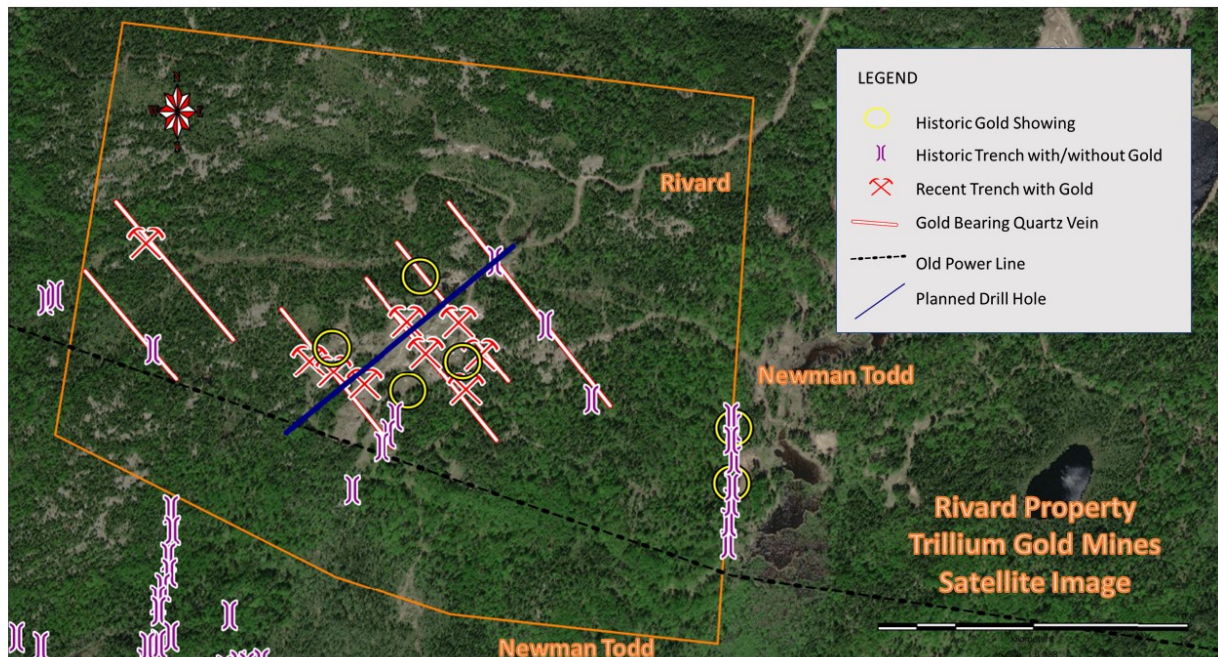 LEGEND
Historic Gold Showing
Historic Trench with/without Gold
Recent Trench with Gold
Gold Bearing Quartz Vein
Old Power Line
Planned Drill Hole
Rivard
Newman Todd
Rivard Property
Trillium Gold Mines
Satellite Image
Newman Todd